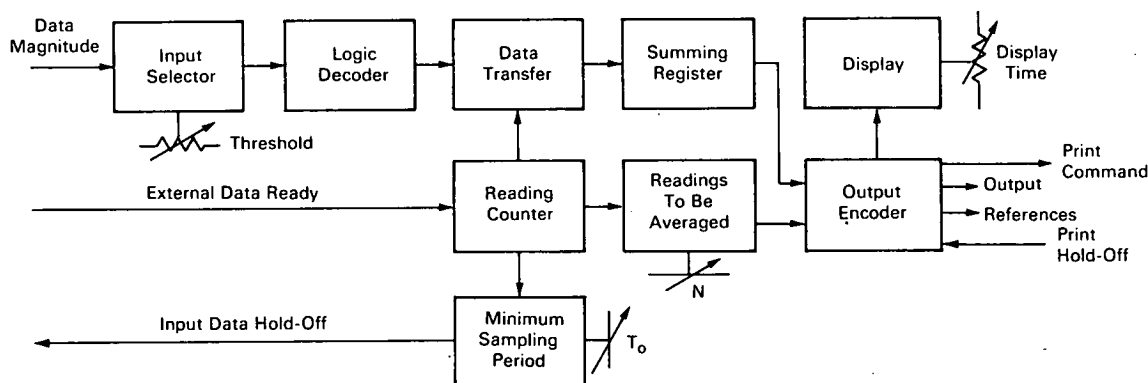 Data
Magnitude
Input
Selector
Logic
Decoder
Data
Transfer
Summing
Register
Display
Display
Time
Threshold
External Data Ready
Reading
Counter
Readings
To Be
Averaged
Output
Encoder
Print
Command
Output
References
Print
Hold-Off
N
Input Data Hold-Off
Minimum
Sampling
Period
To